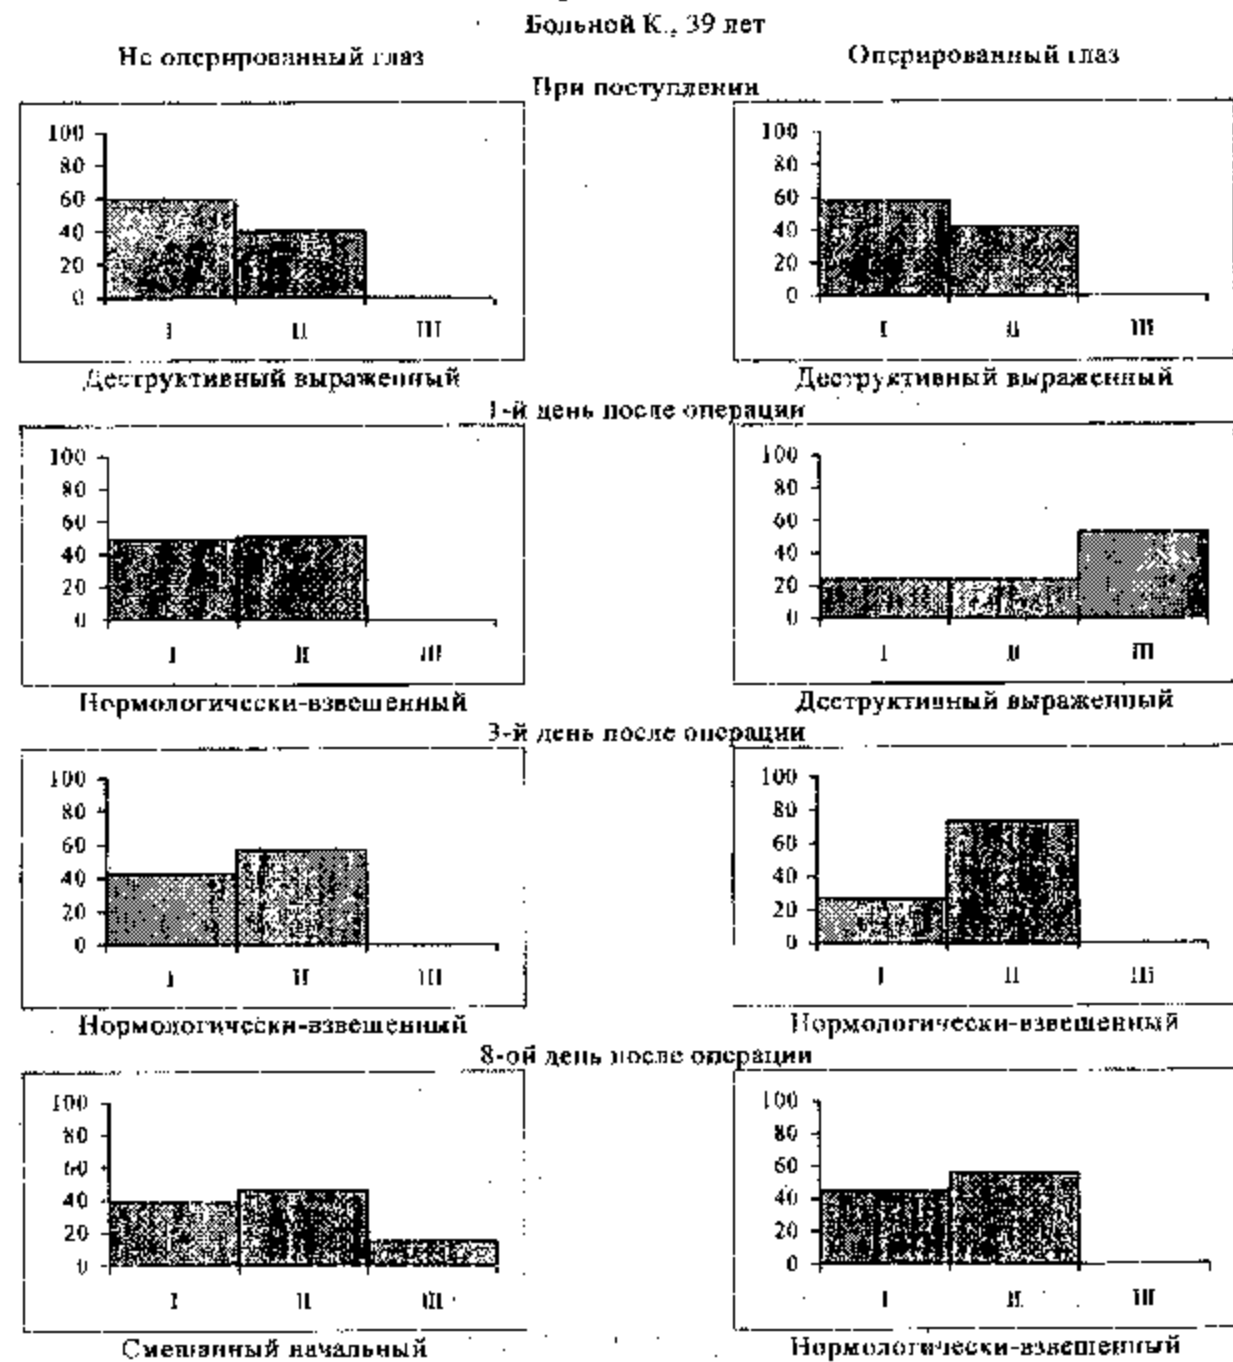 Больной К., 39 лет
Не оперированный глаз
Оперированный глаз
При поступлении
100
80
60
40
20
0
I
II
III
Деструктивный выраженный
100
80
60
40
20
0
I
II
III
Деструктивный выраженный
1-й день после операции
100
80
60
40
20
0
I
II
III
Нормологически-взвешенный
100
80
60
40
20
0
I
II
III
Деструктивный выраженный
3-й день после операции
100
80
60
40
20
0
I
II
III
Нормологически-взвешенный
100
80
60
40
20
0
I
II
III
Нормологически-взвешенный
8-ой день после операции
100
80
60
40
20
0
I
II
III
Смешанный начальный
100
80
60
40
20
0
I
II
III
Нормологически-взвешенный